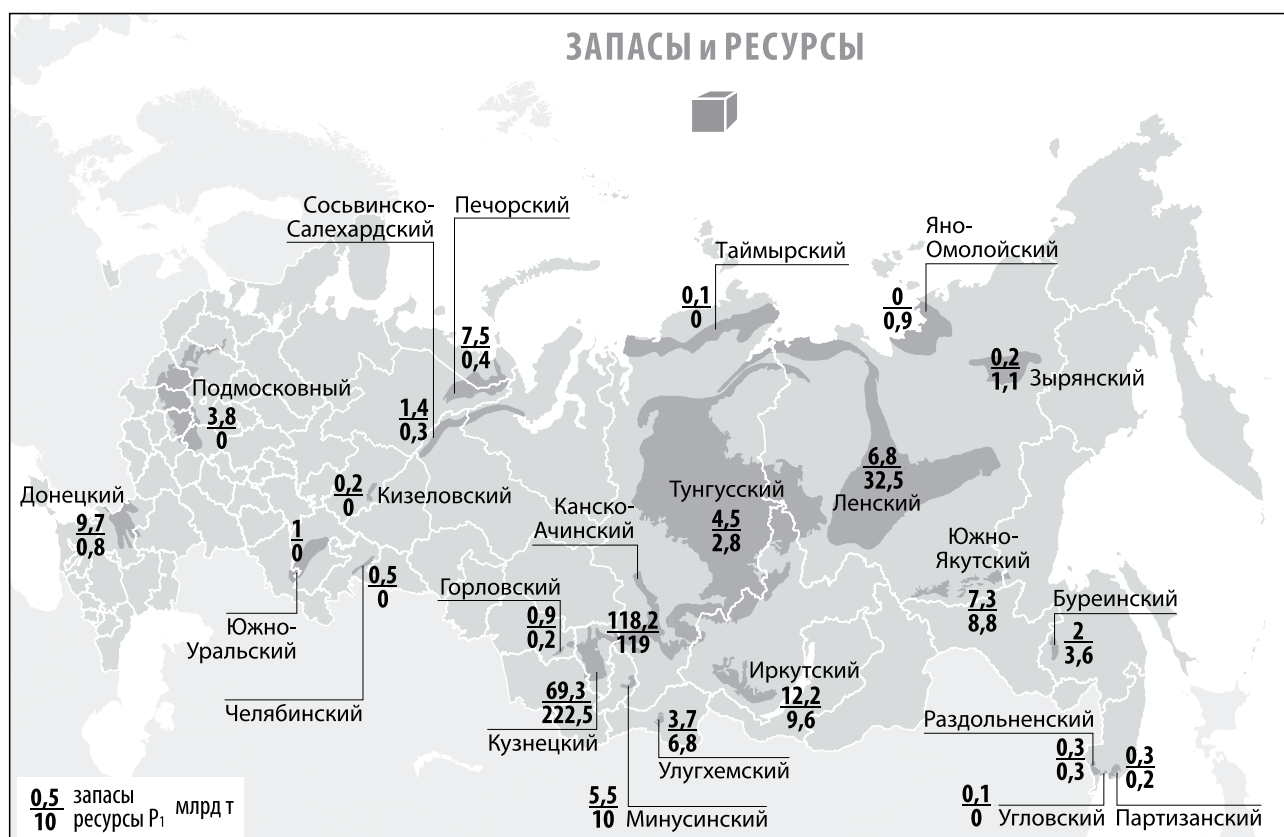 ЗАПАСЫ и РЕСУРСЫ
Сосьвинско-
Салехардский
1,4
0,3
Печорский
7,5
0,4
Таймырский
0,1
0
Яно-
Омолойский
0
0,9
0,2
1,1
Зырянский
Подмосковный
3,8
0
Донецкий
9,7
0,8
0,2
0
Кизеловский
1
0
Южно-
Уральский
0,5
0
Челябинский
Канско-
Ачинский
118,2
119
Тунгусский
4,5
2,8
6,8
32,5
Ленский
Южно-
Якутский
7,3
8,8
Буреинский
2
3,6
Горловский
0,9
0,2
69,3
222,5
Кузнецкий
Иркутский
12,2
9,6
3,7
6,8
Улугхемский
5,5
10
Минусинский
Раздольненский
0,3
0,3
0,1
0
Угловский
0,3
0,2
Партизанский
0,5 запасы
10 ресурсы P₁
млрд т